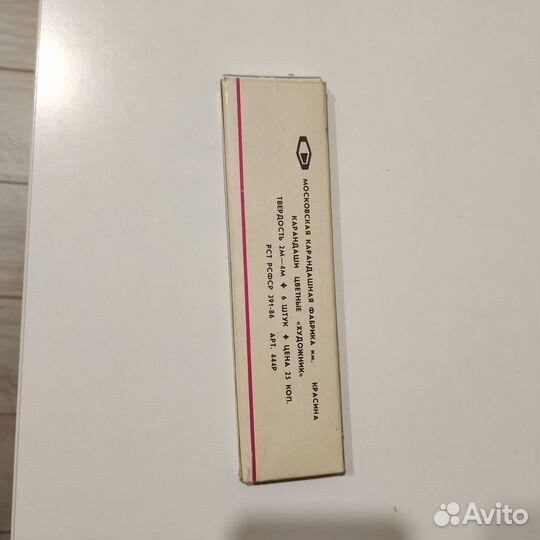 МОСКОВСКАЯ КАРАНДАШНАЯ ФАБРИКА им. КРАСИНА
КАРАНДАШИ ЦВЕТНЫЕ «ХУДОЖНИК»
ТВЕРДОСТЬ 2М—4М ✦ 6 ШТУК ✦ ЦЕНА 25 КОП.
РСТ РСФСР 391-86 АРТ. 444Р
Avito